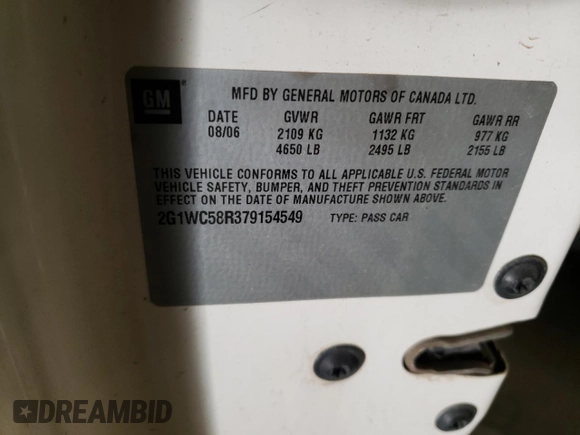 GM
MFD BY GENERAL MOTORS OF CANADA LTD.
DATE GVWR GAWR FRT GAWR RR
08/06 2109 KG 1132 KG 977 KG
4650 LB 2495 LB 2155 LB
THIS VEHICLE CONFORMS TO ALL APPLICABLE U.S. FEDERAL MOTOR
VEHICLE SAFETY, BUMPER, AND THEFT PREVENTION STANDARDS IN
EFFECT ON THE DATE OF MANUFACTURE SHOWN ABOVE.
2G1WC58R379154549 TYPE: PASS CAR
DREAMBID